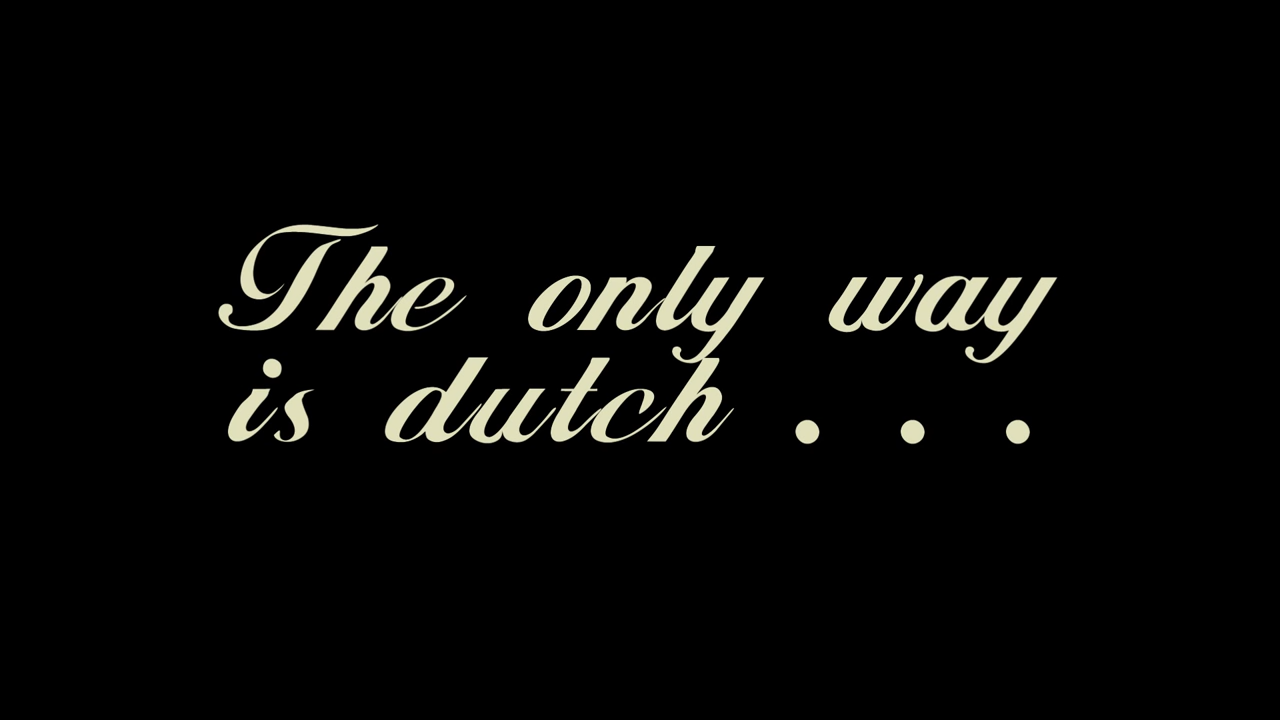 The only way
is dutch . . .